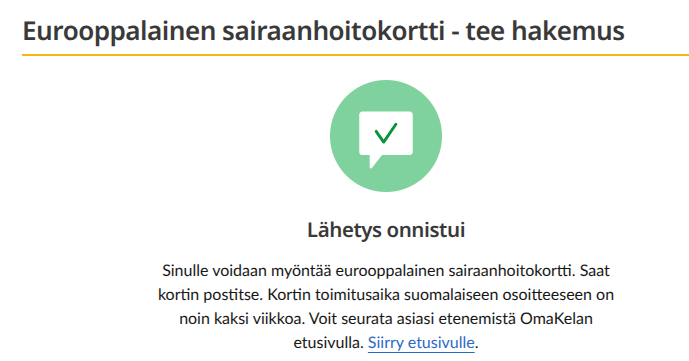 Eurooppalainen sairaanhoitokortti - tee hakemus
Lähetys onnistui
Sinulle voidaan myöntää eurooppalainen sairaanhoitokortti. Saat
kortin postitse. Kortin toimitusaika suomalaiseen osoitteeseen on
noin kaksi viikkoa. Voit seurata asiasi etenemistä OmaKelan
etusivulla. Siirry etusivulle.